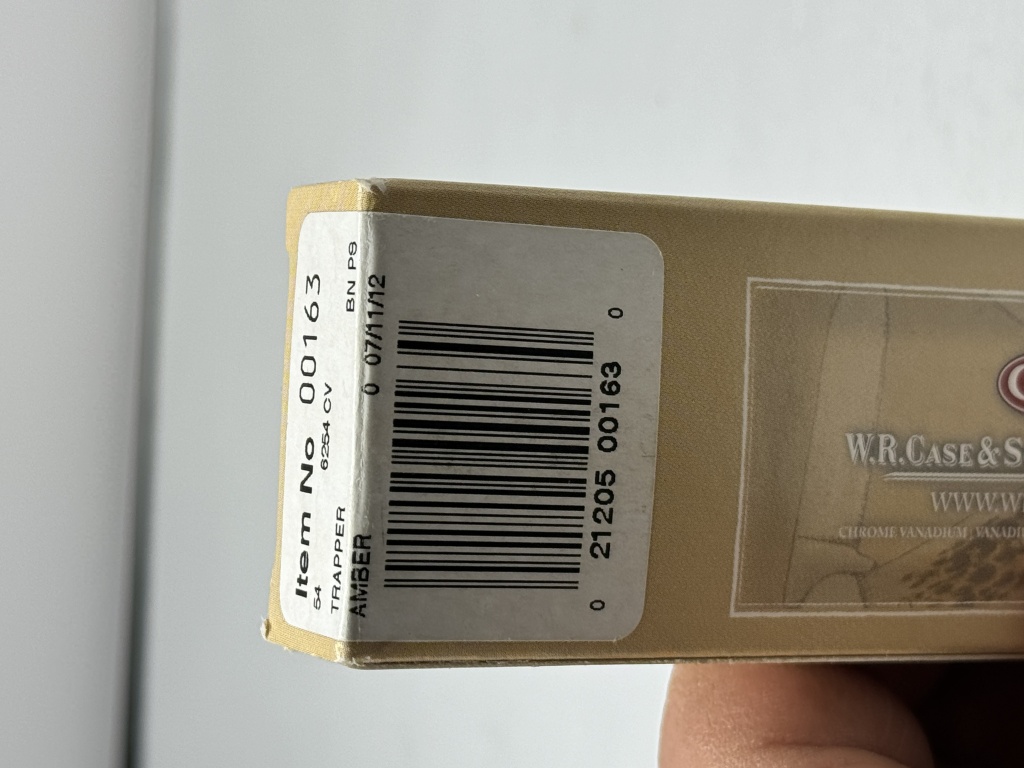 Item No 00163
54 6254 CV BN PS
TRAPPER 0 07/11/12
AMBER
0 21205 00163 0
W.R.CASE & S
WWW.W
CHROME VANADIUM